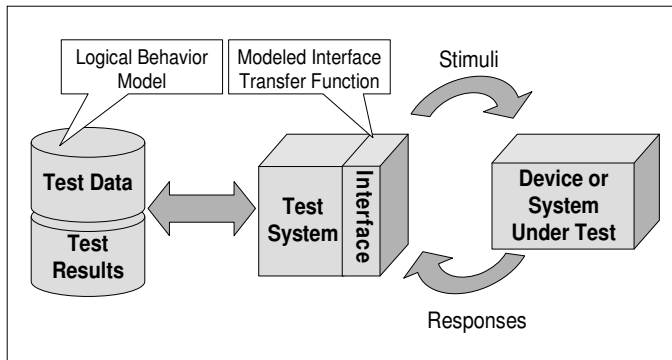 Logical Behavior
Model
Modeled Interface
Transfer Function
Stimuli
Test Data
Test
Results
Test
System
Interface
Device or
System
Under Test
Responses